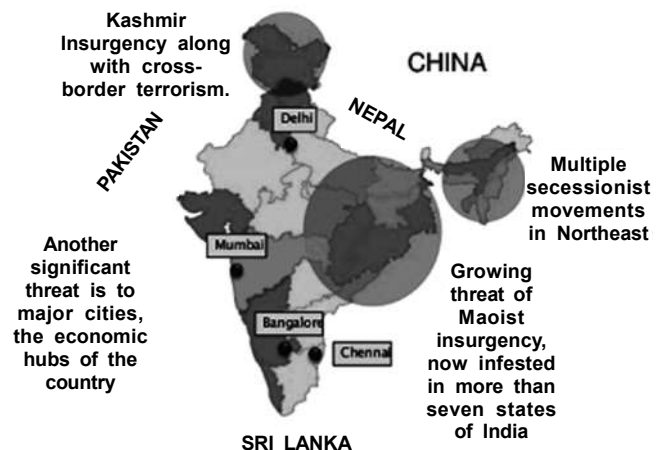 Kashmir
Insurgency along
with cross-
border terrorism.
CHINA
NEPAL
PAKISTAN
Delhi
Multiple
secessionist
movements
in Northeast
Another
significant
threat is to
major cities,
the economic
hubs of the
country
Mumbai
Growing
threat of
Maoist
insurgency,
now infested
in more than
seven states
of India
Bangalore
Chennai
SRI LANKA